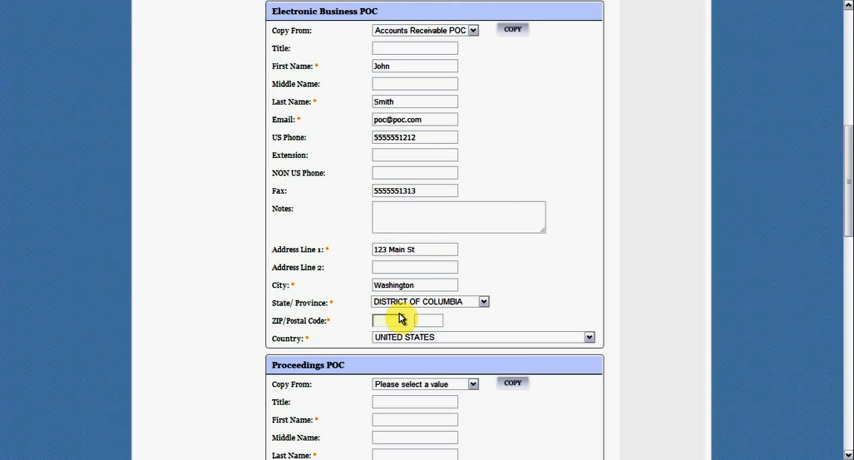 Electronic Business POC
Copy From: Accounts Receivable POC COPY
Title:
First Name: * John
Middle Name:
Last Name: * Smith
Email: * poc@poc.com
US Phone: 5555551212
Extension:
NON US Phone:
Fax: 5555551313
Notes:
Address Line 1: * 123 Main St
Address Line 2:
City: * Washington
State/ Province: * DISTRICT OF COLUMBIA
ZIP/Postal Code:*
Country: * UNITED STATES
Proceedings POC
Copy From: Please select a value COPY
Title:
First Name: *
Middle Name:
Last Name: *